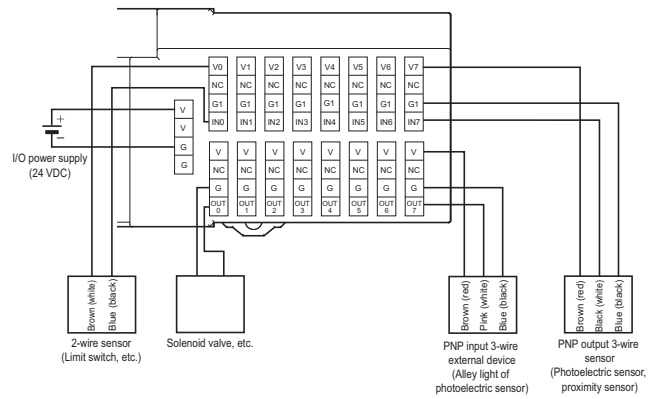 V0 V1 V2 V3 V4 V5 V6 V7
NC NC NC NC NC NC NC NC
G1 G1 G1 G1 G1 G1 G1 G1
IN0 IN1 IN2 IN3 IN4 IN5 IN6 IN7
V
V
G
G
+
−
I/O power supply
(24 VDC)
V V V V V V V V
NC NC NC NC NC NC NC NC
G G G G G G G G
OUT OUT OUT OUT OUT OUT OUT OUT
0 1 2 3 4 5 6 7
Brown (white)
Blue (black)
2-wire sensor
(Limit switch, etc.)
Solenoid valve, etc.
Brown (red)
Pink (white)
Blue (black)
PNP input 3-wire
external device
(Alley light of
photoelectric sensor)
Brown (red)
Black (white)
Blue (black)
PNP output 3-wire
sensor
(Photoelectric sensor,
proximity sensor)